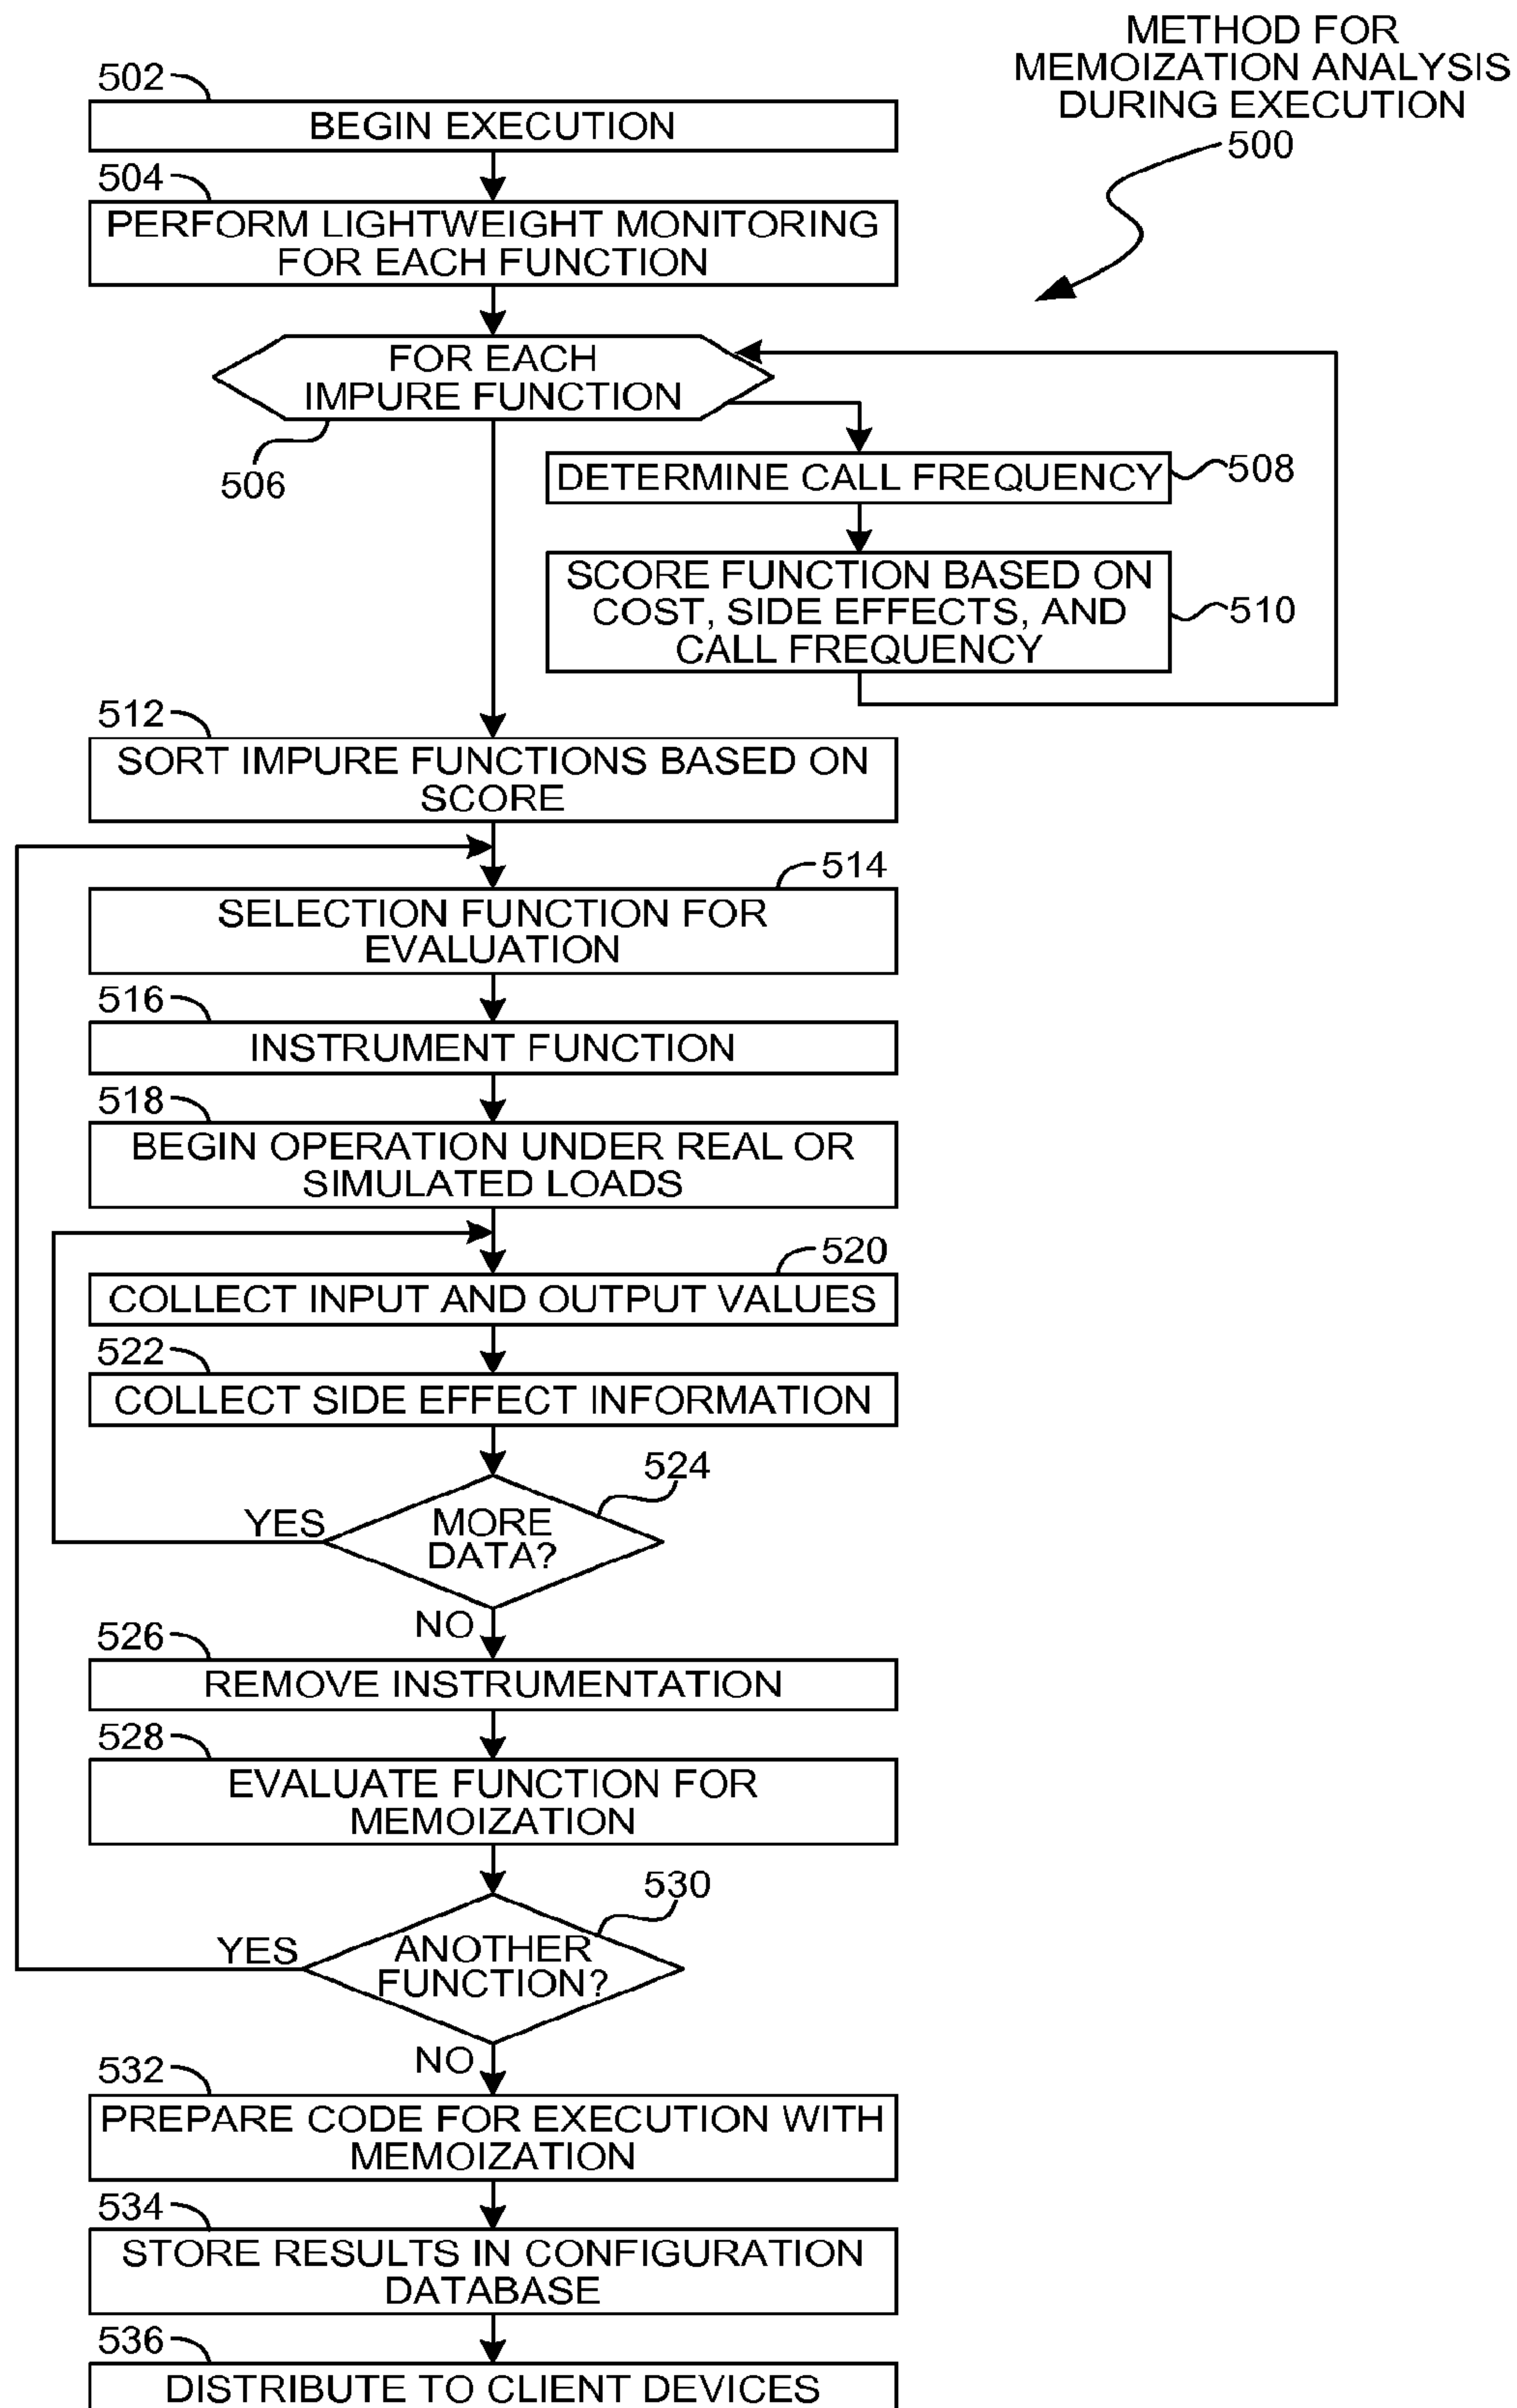 METHOD FOR
MEMOIZATION ANALYSIS
DURING EXECUTION
500
502
BEGIN EXECUTION
504
PERFORM LIGHTWEIGHT MONITORING
FOR EACH FUNCTION
FOR EACH
IMPURE FUNCTION
506
DETERMINE CALL FREQUENCY
508
SCORE FUNCTION BASED ON
COST, SIDE EFFECTS, AND
CALL FREQUENCY
510
512
SORT IMPURE FUNCTIONS BASED ON
SCORE
514
SELECTION FUNCTION FOR
EVALUATION
516
INSTRUMENT FUNCTION
518
BEGIN OPERATION UNDER REAL OR
SIMULATED LOADS
520
COLLECT INPUT AND OUTPUT VALUES
522
COLLECT SIDE EFFECT INFORMATION
524
YES
MORE
DATA?
NO
526
REMOVE INSTRUMENTATION
528
EVALUATE FUNCTION FOR
MEMOIZATION
530
YES
ANOTHER
FUNCTION?
NO
532
PREPARE CODE FOR EXECUTION WITH
MEMOIZATION
534
STORE RESULTS IN CONFIGURATION
DATABASE
536
DISTRIBUTE TO CLIENT DEVICES